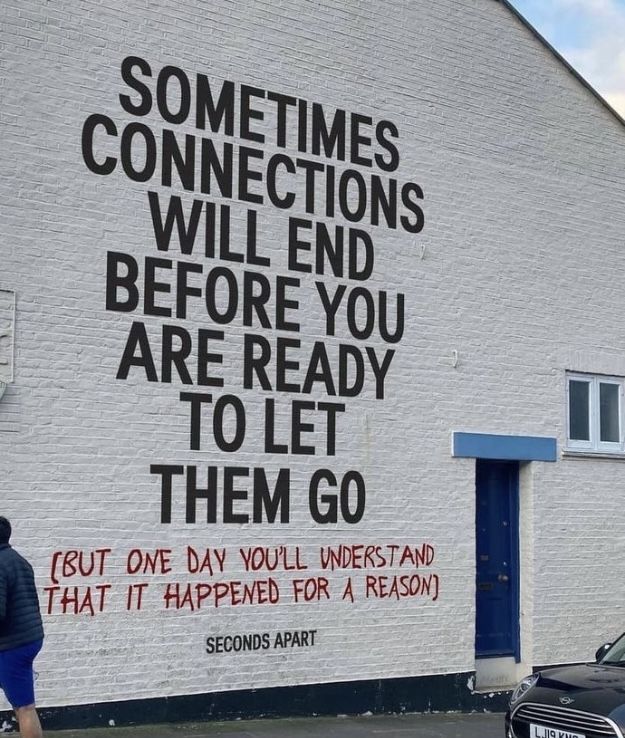 SOMETIMES
CONNECTIONS
WILL END
BEFORE YOU
ARE READY
TO LET
THEM GO
[BUT ONE DAY YOU'LL UNDERSTAND
THAT IT HAPPENED FOR A REASON]
SECONDS APART